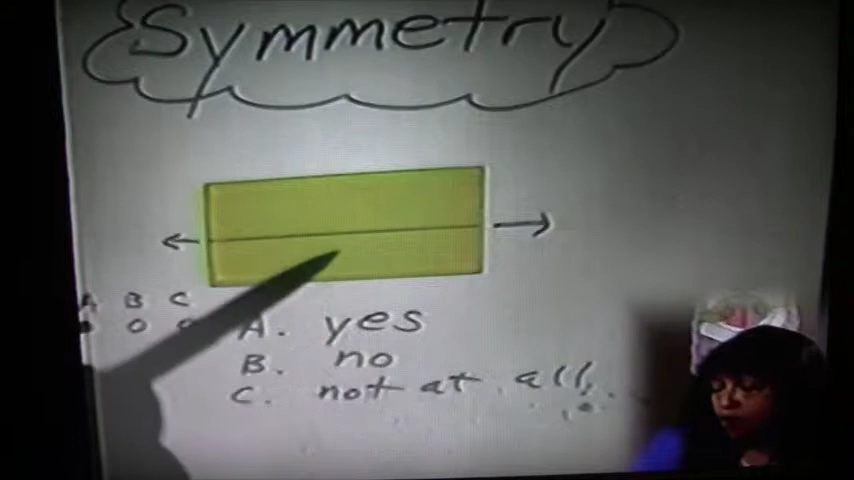 Symmetry
A B C
A. yes
B. no
C. not at all.